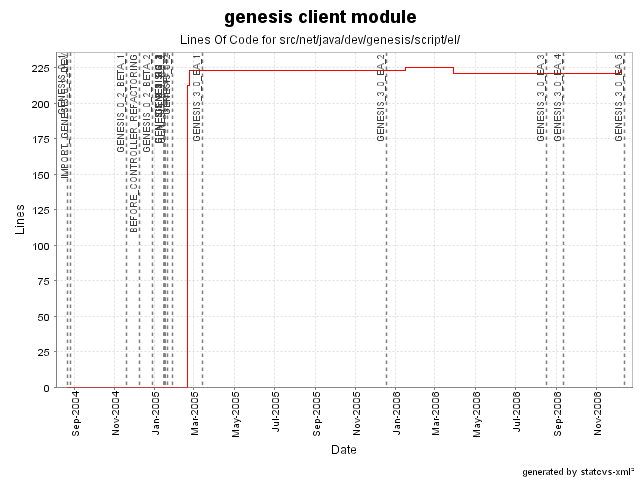 genesis client module
Lines Of Code for src/net/java/dev/genesis/script/el/
225
200
175
150
125
100
75
50
25
0
Lines
GENESIS_0_2_BETA_1
BEFORE_CONTROLLER_REFACTORING
GENESIS_0_2_BETA_2
GENESIS_3_0_EA_1
GENESIS_3_0_EA_2
GENESIS_3_0_EA_3
GENESIS_3_0_EA_4
GENESIS_3_0_EA_5
Sep-2004
Nov-2004
Jan-2005
Mar-2005
May-2005
Jul-2005
Sep-2005
Nov-2005
Jan-2006
Mar-2006
May-2006
Jul-2006
Sep-2006
Nov-2006
Date
generated by statcvs-xml²